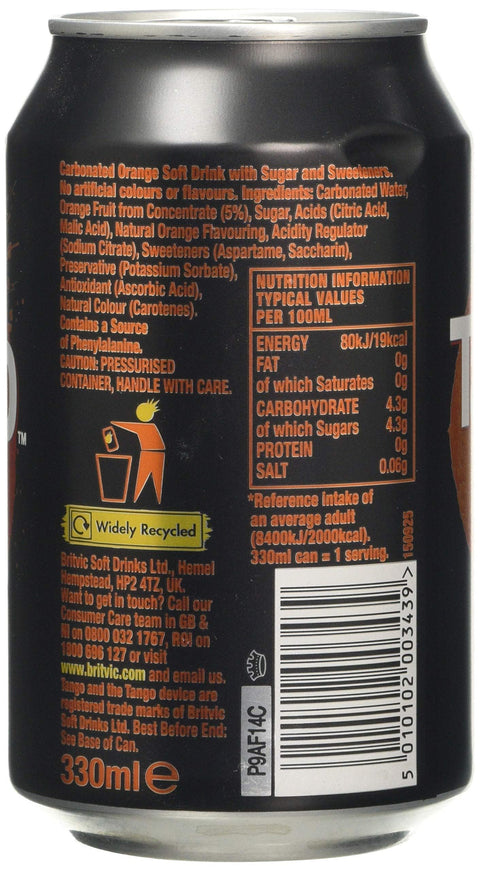 Carbonated Orange Soft Drink with Sugar and Sweeteners.
No artificial colours or flavours. Ingredients: Carbonated Water,
Orange Fruit from Concentrate (5%), Sugar, Acids (Citric Acid,
Malic Acid), Natural Orange Flavouring, Acidity Regulator
(Sodium Citrate), Sweeteners (Aspartame, Saccharin),
Preservative (Potassium Sorbate),
Antioxidant (Ascorbic Acid),
Natural Colour (Carotenes).
Contains a Source
of Phenylalanine.
CAUTION: PRESSURISED
CONTAINER, HANDLE WITH CARE.
NUTRITION INFORMATION
TYPICAL VALUES
PER 100ML
ENERGY 80kJ/19kcal
FAT 0g
of which Saturates 0g
CARBOHYDRATE 4.3g
of which Sugars 4.3g
PROTEIN 0g
SALT 0.06g
*Reference intake of
an average adult
(8400kJ/2000kcal).
330ml can = 1 serving.
150925
Widely Recycled
Britvic Soft Drinks Ltd., Hemel
Hempstead, HP2 4TZ, UK.
Want to get in touch? Call our
Consumer Care team in GB &
NI on 0800 032 1767, ROI on
1800 696 127 or visit
www.britvic.com and email us.
Tango and the Tango device are
registered trade marks of Britvic
Soft Drinks Ltd. Best Before End:
See Base of Can.
330ml e
P9AF14C
5 010102 003439 >
O™
T